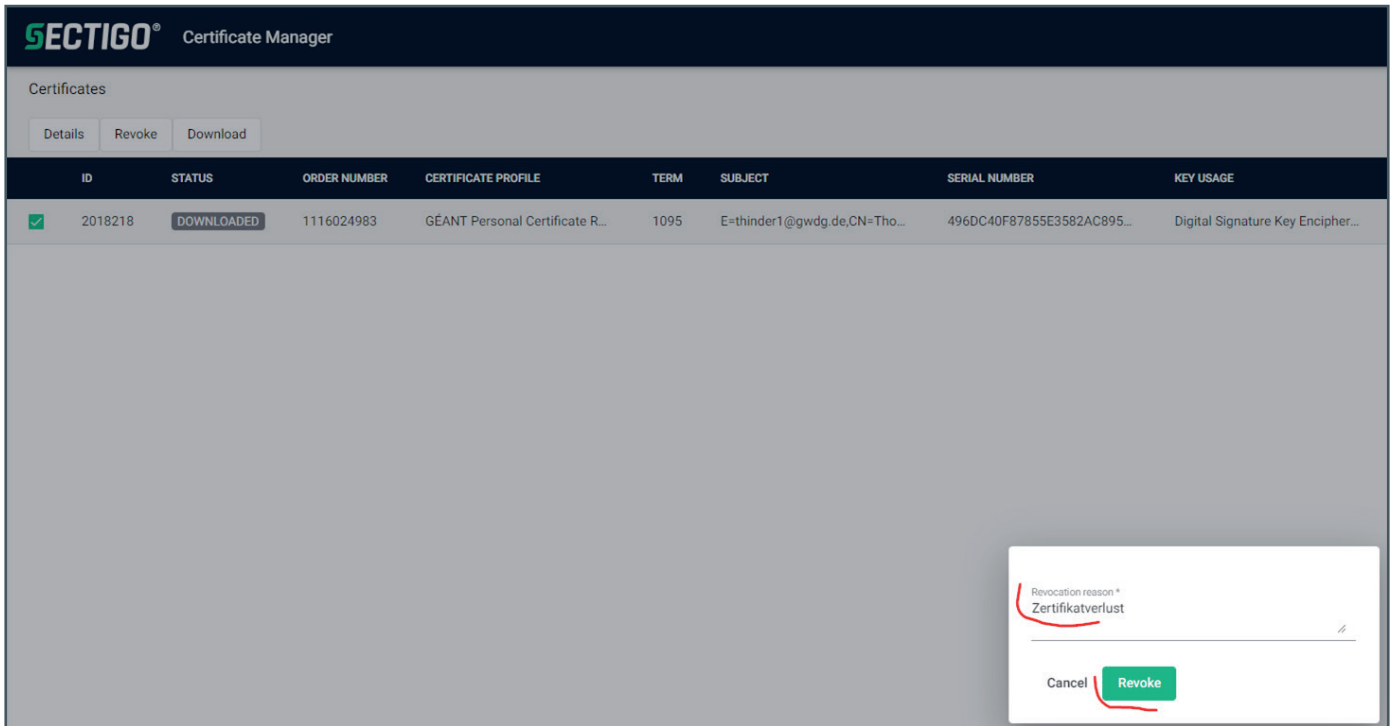 SECTIGO® Certificate Manager
Certificates
Details Revoke Download
ID STATUS ORDER NUMBER CERTIFICATE PROFILE TERM SUBJECT SERIAL NUMBER KEY USAGE
2018218 DOWNLOADED 1116024983 GÉANT Personal Certificate R... 1095 E=thinder1@gwdg.de,CN=Tho... 496DC40F87855E3582AC895... Digital Signature Key Encipher...
Revocation reason *
Zertifikatverlust
Cancel Revoke